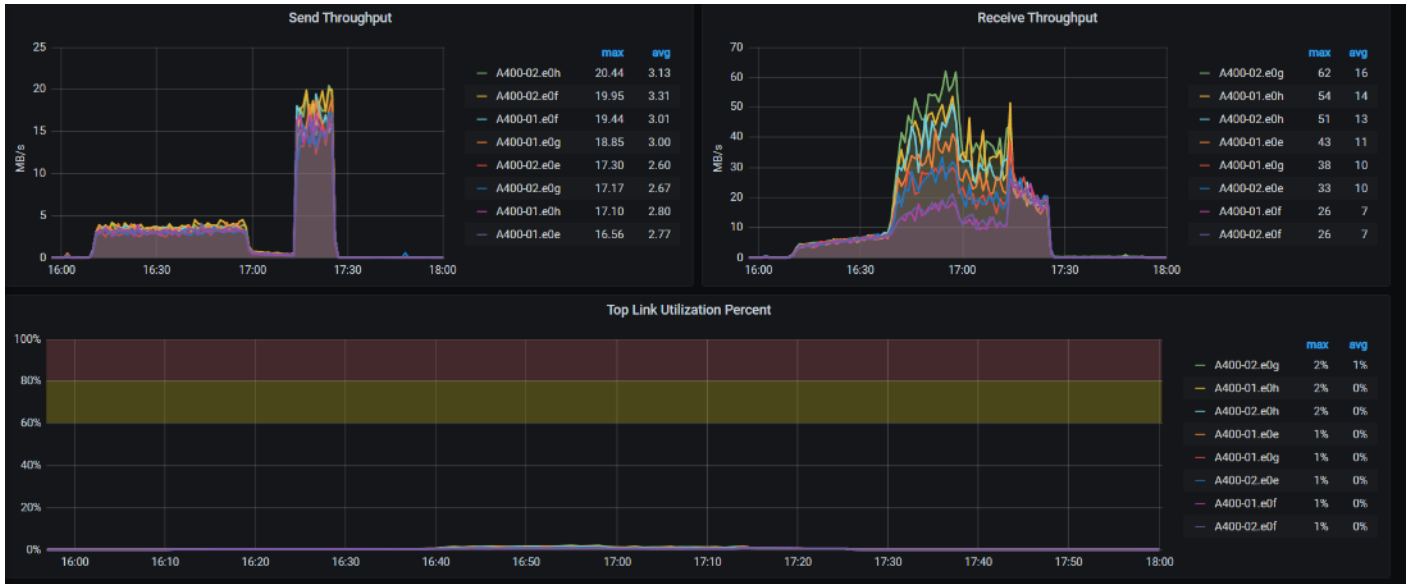 Send Throughput
max avg
25
20
15
10
5
0
MB/s
16:00 16:30 17:00 17:30 18:00
A400-02.e0h 20.44 3.13
A400-02.e0f 19.95 3.31
A400-01.e0f 19.44 3.01
A400-01.e0g 18.85 3.00
A400-02.e0e 17.30 2.60
A400-02.e0g 17.17 2.67
A400-01.e0h 17.10 2.80
A400-01.e0e 16.56 2.77
Receive Throughput
max avg
70
60
50
40
30
20
10
0
MB/s
16:00 16:30 17:00 17:30 18:00
A400-02.e0g 62 16
A400-01.e0h 54 14
A400-02.e0h 51 13
A400-01.e0e 43 11
A400-01.e0g 38 10
A400-02.e0e 33 10
A400-01.e0f 26 7
A400-02.e0f 26 7
Top Link Utilization Percent
max avg
100%
80%
60%
40%
20%
0%
16:00 16:10 16:20 16:30 16:40 16:50 17:00 17:10 17:20 17:30 17:40 17:50 18:00
A400-02.e0g 2% 1%
A400-01.e0h 2% 0%
A400-02.e0h 2% 0%
A400-01.e0e 1% 0%
A400-01.e0g 1% 0%
A400-02.e0e 1% 0%
A400-01.e0f 1% 0%
A400-02.e0f 1% 0%